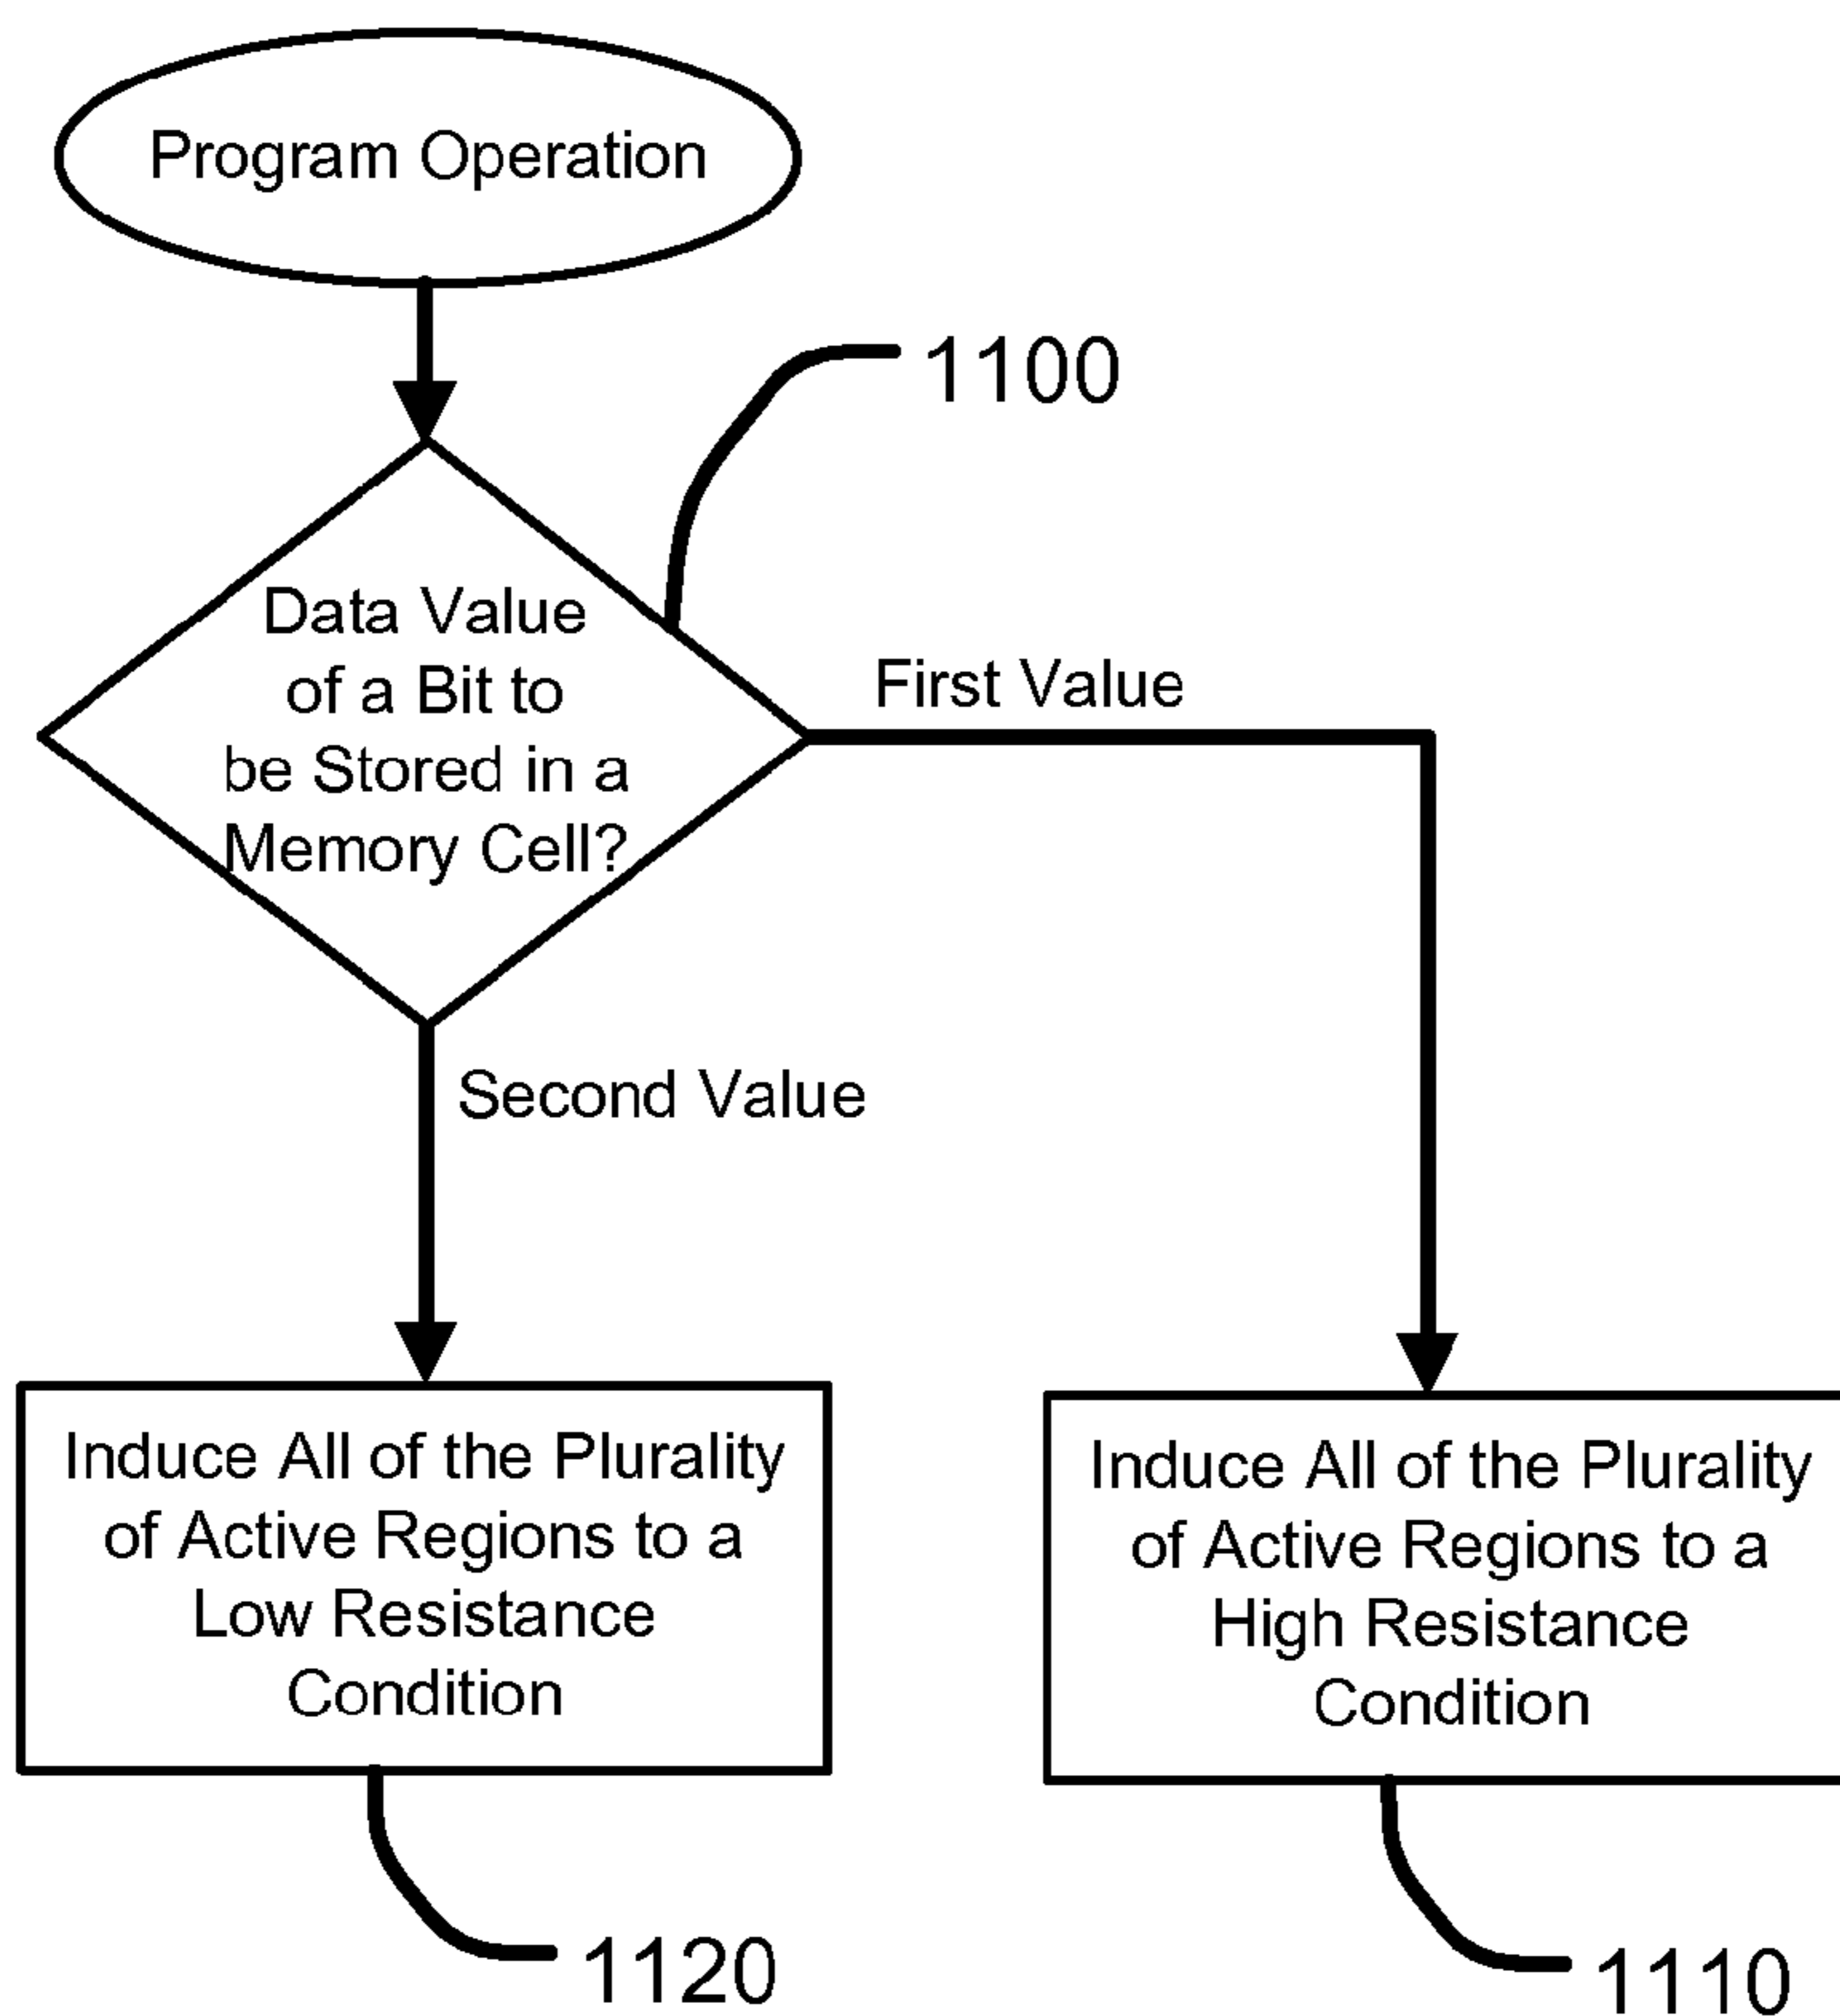 Program Operation
1100
Data Value
of a Bit to
be Stored in a
Memory Cell?
First Value
Second Value
Induce All of the Plurality
of Active Regions to a
Low Resistance
Condition
Induce All of the Plurality
of Active Regions to a
High Resistance
Condition
1120
1110